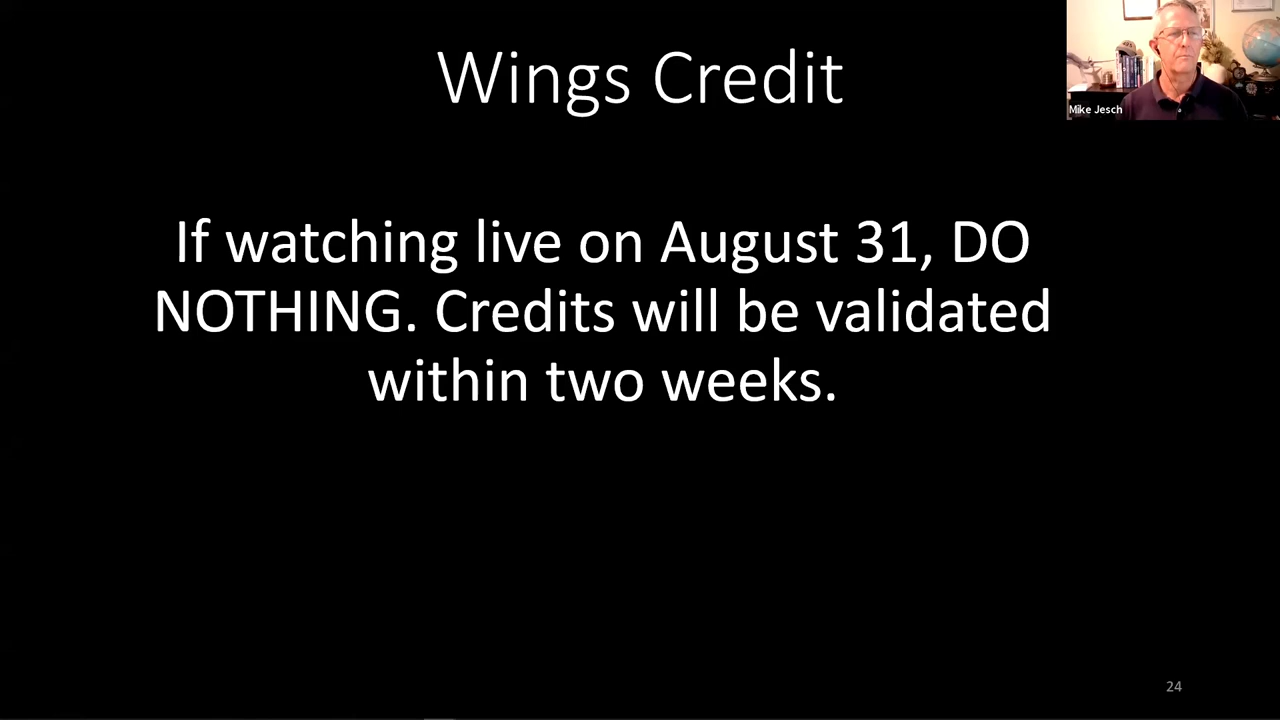 Wings Credit
Mike Jesch
If watching live on August 31, DO
NOTHING. Credits will be validated
within two weeks.
24